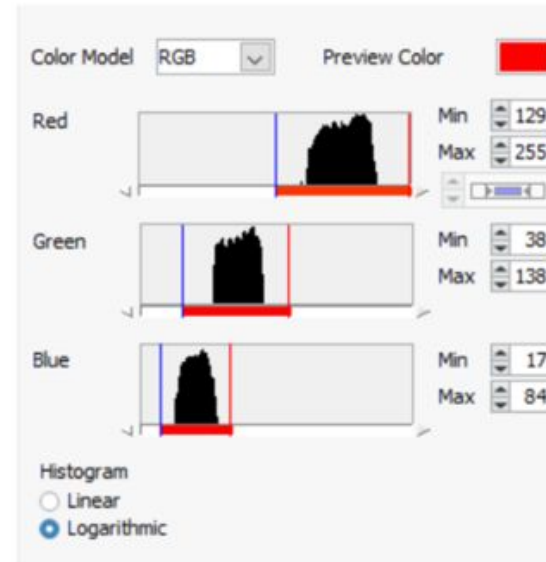 Color Model RGB Preview Color
Red Min 129
Max 255
Green Min 38
Max 138
Blue Min 17
Max 84
Histogram
Linear
Logarithmic